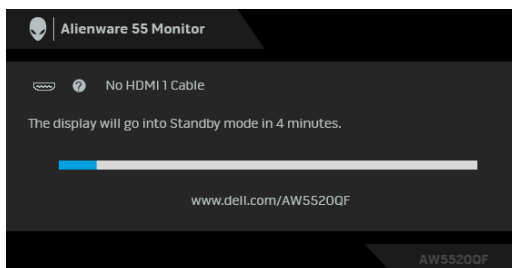 Alienware 55 Monitor
? No HDMI 1 Cable
The display will go into Standby mode in 4 minutes.
www.dell.com/AW5520QF
AW5520QF